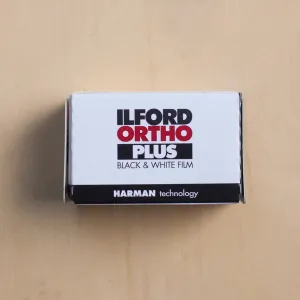 ILFORD
ORTHO
PLUS
BLACK & WHITE FILM
HARMAN technology